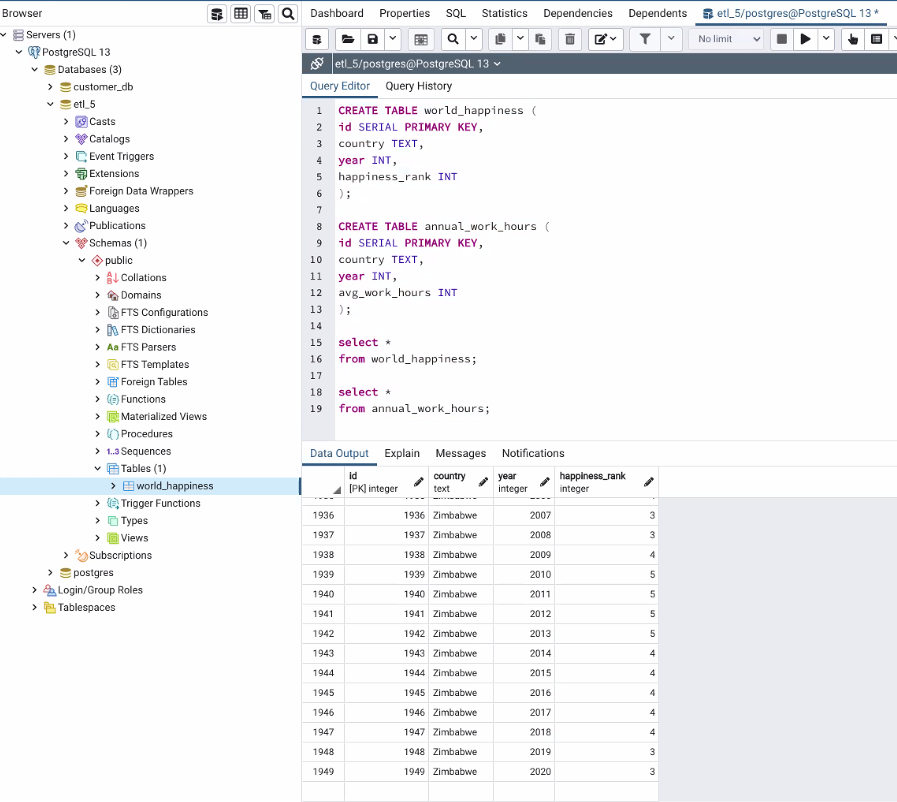 Browser
Dashboard Properties SQL Statistics Dependencies Dependents etl_5/postgres@PostgreSQL 13 *
Servers (1)
PostgreSQL 13
Databases (3)
customer_db
etl_5
Casts
Catalogs
Event Triggers
Extensions
Foreign Data Wrappers
Languages
Publications
Schemas (1)
public
Collations
Domains
FTS Configurations
FTS Dictionaries
Aa FTS Parsers
FTS Templates
Foreign Tables
Functions
Materialized Views
Procedures
1..3 Sequences
Tables (1)
world_happiness
Trigger Functions
Types
Views
Subscriptions
postgres
Login/Group Roles
Tablespaces
No limit
etl_5/postgres@PostgreSQL 13
Query Editor Query History
1 CREATE TABLE world_happiness (
2 id SERIAL PRIMARY KEY,
3 country TEXT,
4 year INT,
5 happiness_rank INT
6 );
7
8 CREATE TABLE annual_work_hours (
9 id SERIAL PRIMARY KEY,
10 country TEXT,
11 year INT,
12 avg_work_hours INT
13 );
14
15 select *
16 from world_happiness;
17
18 select *
19 from annual_work_hours;
Data Output Explain Messages Notifications
id country year happiness_rank
[PK] integer text integer integer
1936 1936 Zimbabwe 2007 3
1937 1937 Zimbabwe 2008 3
1938 1938 Zimbabwe 2009 4
1939 1939 Zimbabwe 2010 5
1940 1940 Zimbabwe 2011 5
1941 1941 Zimbabwe 2012 5
1942 1942 Zimbabwe 2013 5
1943 1943 Zimbabwe 2014 4
1944 1944 Zimbabwe 2015 4
1945 1945 Zimbabwe 2016 4
1946 1946 Zimbabwe 2017 4
1947 1947 Zimbabwe 2018 4
1948 1948 Zimbabwe 2019 3
1949 1949 Zimbabwe 2020 3